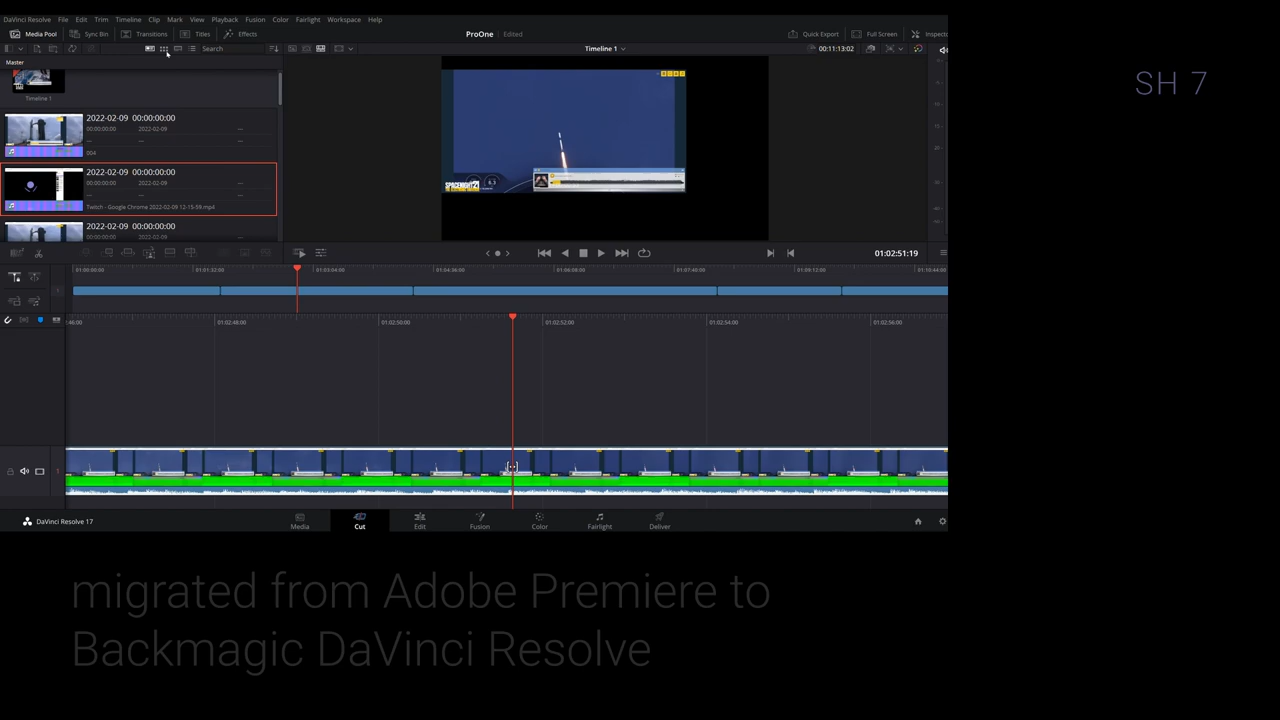 DaVinci Resolve File Edit Trim Timeline Clip Mark View Playback Fusion Color Fairlight Workspace Help
Media Pool Sync Bin Transitions Titles Effects ProOne Edited Quick Export Full Screen Inspecto
Search Timeline 1 00:11:13:02
Master
Timeline 1
2022-02-09 00:00:00:00
00:00:00:00 2022-02-09 --
-- -- --
004
2022-02-09 00:00:00:00
00:00:00:00 2022-02-09 --
-- -- --
Twitch - Google Chrome 2022-02-09 12-15-59.mp4
2022-02-09 00:00:00:00
00:00:00:00 2022-02-09 --
01:02:51:19
01:00:00:00 01:01:32:00 01:03:04:00 01:04:36:00 01:06:08:00 01:07:40:00 01:09:12:00 01:10:44:00
:46:00 01:02:48:00 01:02:50:00 01:02:52:00 01:02:54:00 01:02:56:00
1
DaVinci Resolve 17 Media Cut Edit Fusion Color Fairlight Deliver
SH 7
migrated from Adobe Premiere to
Backmagic DaVinci Resolve